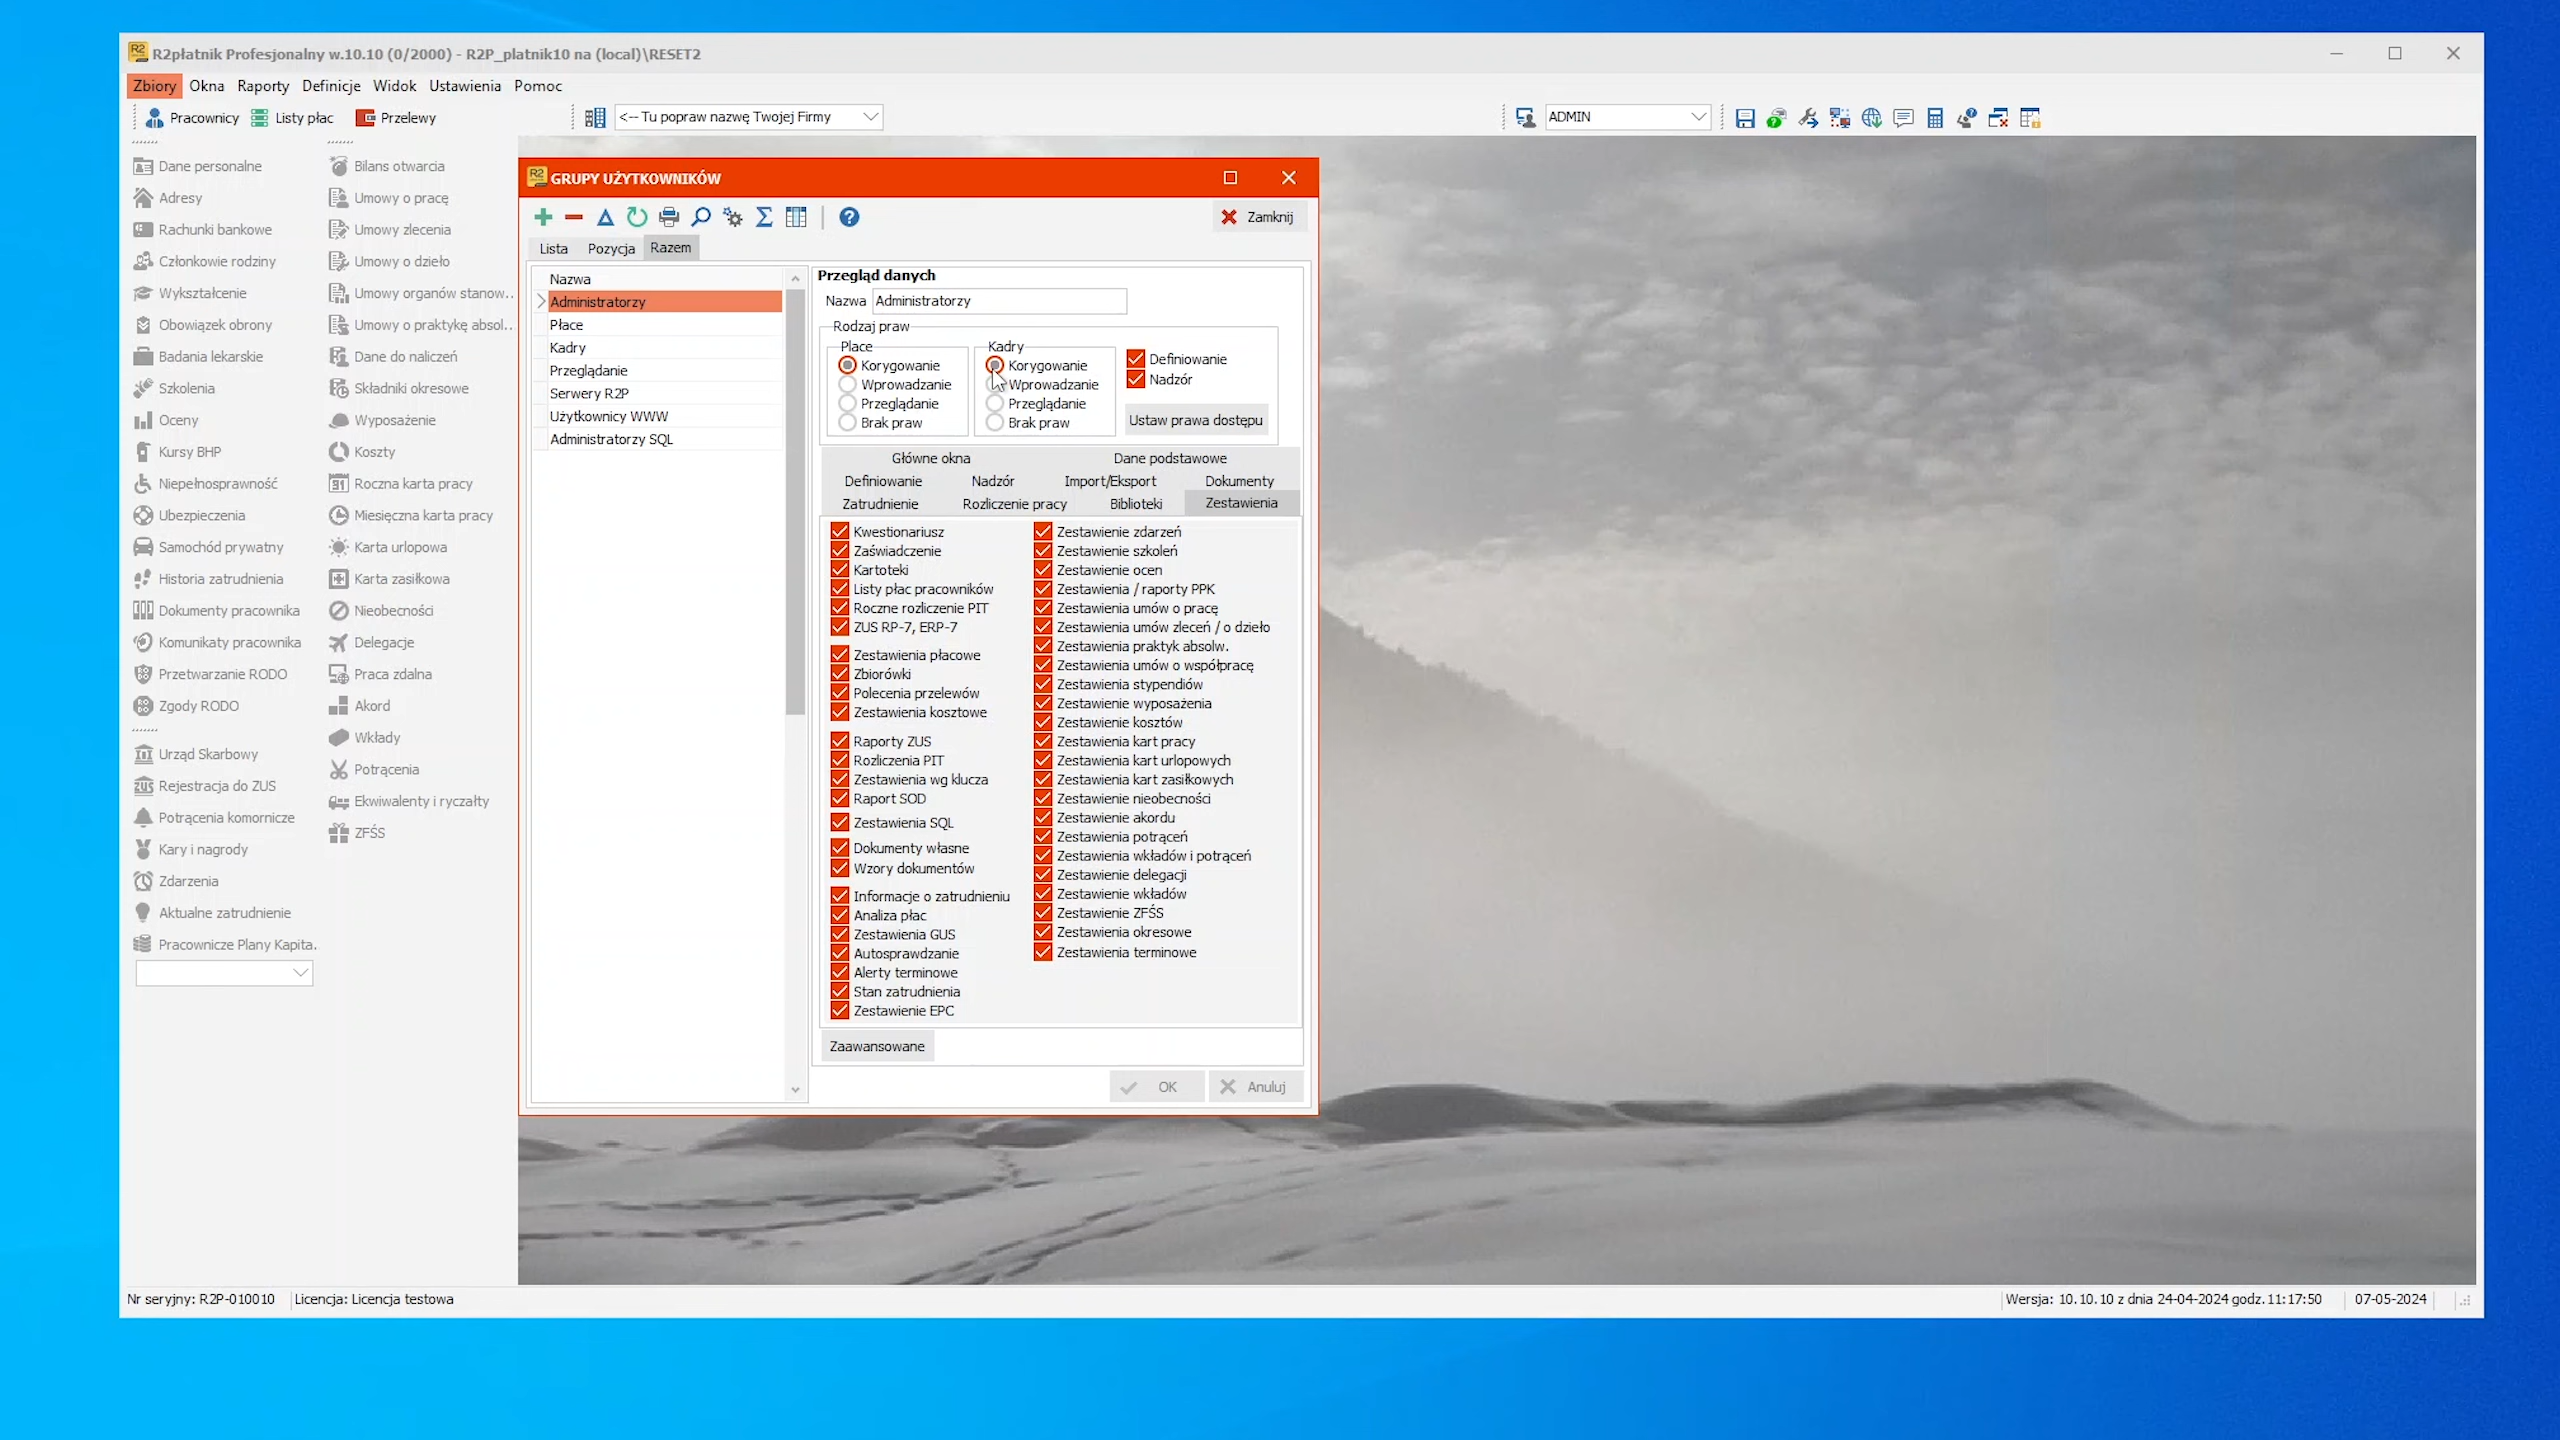 R2płatnik Profesjonalny w.10.10 (0/2000) - R2P_platnik10 na (local)\RESET2
Zbiory Okna Raporty Definicje Widok Ustawienia Pomoc
Pracownicy Listy płac Przelewy <-- Tu popraw nazwę Twojej Firmy ADMIN
Dane personalne
Adresy
Rachunki bankowe
Członkowie rodziny
Wykształcenie
Obowiązek obrony
Badania lekarskie
Szkolenia
Oceny
Kursy BHP
Niepełnosprawność
Ubezpieczenia
Samochód prywatny
Historia zatrudnienia
Dokumenty pracownika
Komunikaty pracownika
Przetwarzanie RODO
Zgody RODO
Urząd Skarbowy
Rejestracja do ZUS
Potrącenia komornicze
Kary i nagrody
Zdarzenia
Aktualne zatrudnienie
Pracownicze Plany Kapita.
Bilans otwarcia
Umowy o pracę
Umowy zlecenia
Umowy o dzieło
Umowy organów stanow..
Umowy o praktykę absol..
Dane do naliczeń
Składniki okresowe
Wyposażenie
Koszty
Roczna karta pracy
Miesięczna karta pracy
Karta urlopowa
Karta zasiłkowa
Nieobecności
Delegacje
Praca zdalna
Akord
Wkłady
Potrącenia
Ekwiwalenty i ryczałty
ZFŚS
GRUPY UŻYTKOWNIKÓW
Zamknij
Lista Pozycja Razem
Nazwa
Administratorzy
Płace
Kadry
Przeglądanie
Serwery R2P
Użytkownicy WWW
Administratorzy SQL
Przegląd danych
Nazwa Administratorzy
Rodzaj praw
Place
Korygowanie
Wprowadzanie
Przeglądanie
Brak praw
Kadry
Korygowanie
Wprowadzanie
Przeglądanie
Brak praw
Definiowanie
Nadzór
Ustaw prawa dostępu
Główne okna Dane podstawowe
Definiowanie Nadzór Import/Eksport Dokumenty
Zatrudnienie Rozliczenie pracy Biblioteki Zestawienia
Kwestionariusz
Zaświadczenie
Kartoteki
Listy płac pracowników
Roczne rozliczenie PIT
ZUS RP-7, ERP-7
Zestawienia płacowe
Zbiorówki
Polecenia przelewów
Zestawienia kosztowe
Raporty ZUS
Rozliczenia PIT
Zestawienia wg klucza
Raport SOD
Zestawienia SQL
Dokumenty własne
Wzory dokumentów
Informacje o zatrudnieniu
Analiza płac
Zestawienia GUS
Autosprawdzanie
Alerty terminowe
Stan zatrudnienia
Zestawienie EPC
Zestawienie zdarzeń
Zestawienie szkoleń
Zestawienie ocen
Zestawienia / raporty PPK
Zestawienia umów o pracę
Zestawienia umów zleceń / o dzieło
Zestawienia praktyk absolw.
Zestawienia umów o współpracę
Zestawienia stypendiów
Zestawienia wyposażenia
Zestawienie kosztów
Zestawienia kart pracy
Zestawienia kart urlopowych
Zestawienia kart zasiłkowych
Zestawienie nieobecności
Zestawienie akordu
Zestawienia potrąceń
Zestawienia wkładów i potrąceń
Zestawienie delegacji
Zestawienie wkładów
Zestawienie ZFŚS
Zestawienia okresowe
Zestawienia terminowe
Zaawansowane
OK Anuluj
Nr seryjny: R2P-010010 Licencja: Licencja testowa Wersja: 10.10.10 z dnia 24-04-2024 godz.11:17:50 07-05-2024